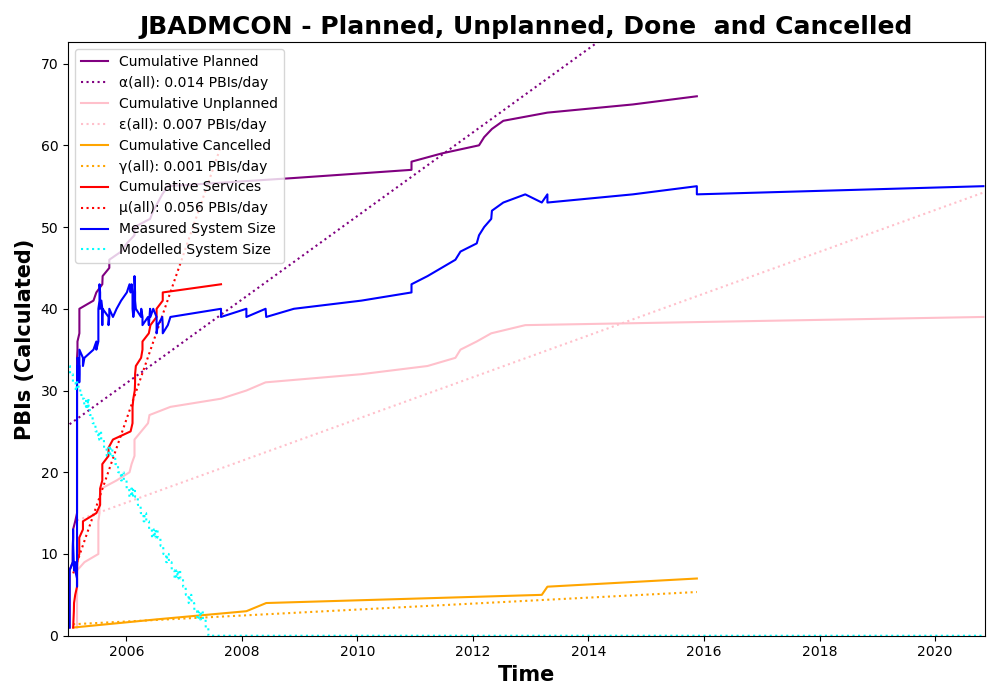 JBADMCON - Planned, Unplanned, Done  and Cancelled
Cumulative Planned
α(all): 0.014 PBIs/day
Cumulative Unplanned
ε(all): 0.007 PBIs/day
Cumulative Cancelled
γ(all): 0.001 PBIs/day
Cumulative Services
μ(all): 0.056 PBIs/day
Measured System Size
Modelled System Size
PBIs (Calculated)
70
60
50
40
30
20
10
0
2006 2008 2010 2012 2014 2016 2018 2020
Time